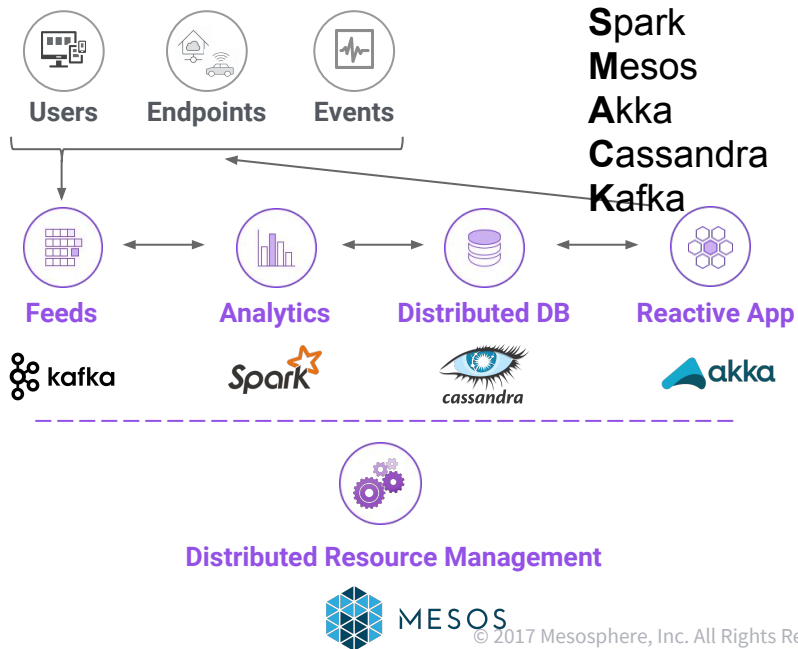 Spark
Mesos
Akka
Cassandra
Kafka
Users Endpoints Events
Feeds Analytics Distributed DB Reactive App
kafka Spark cassandra akka
Distributed Resource Management
MESOS
© 2017 Mesosphere, Inc. All Rights Re